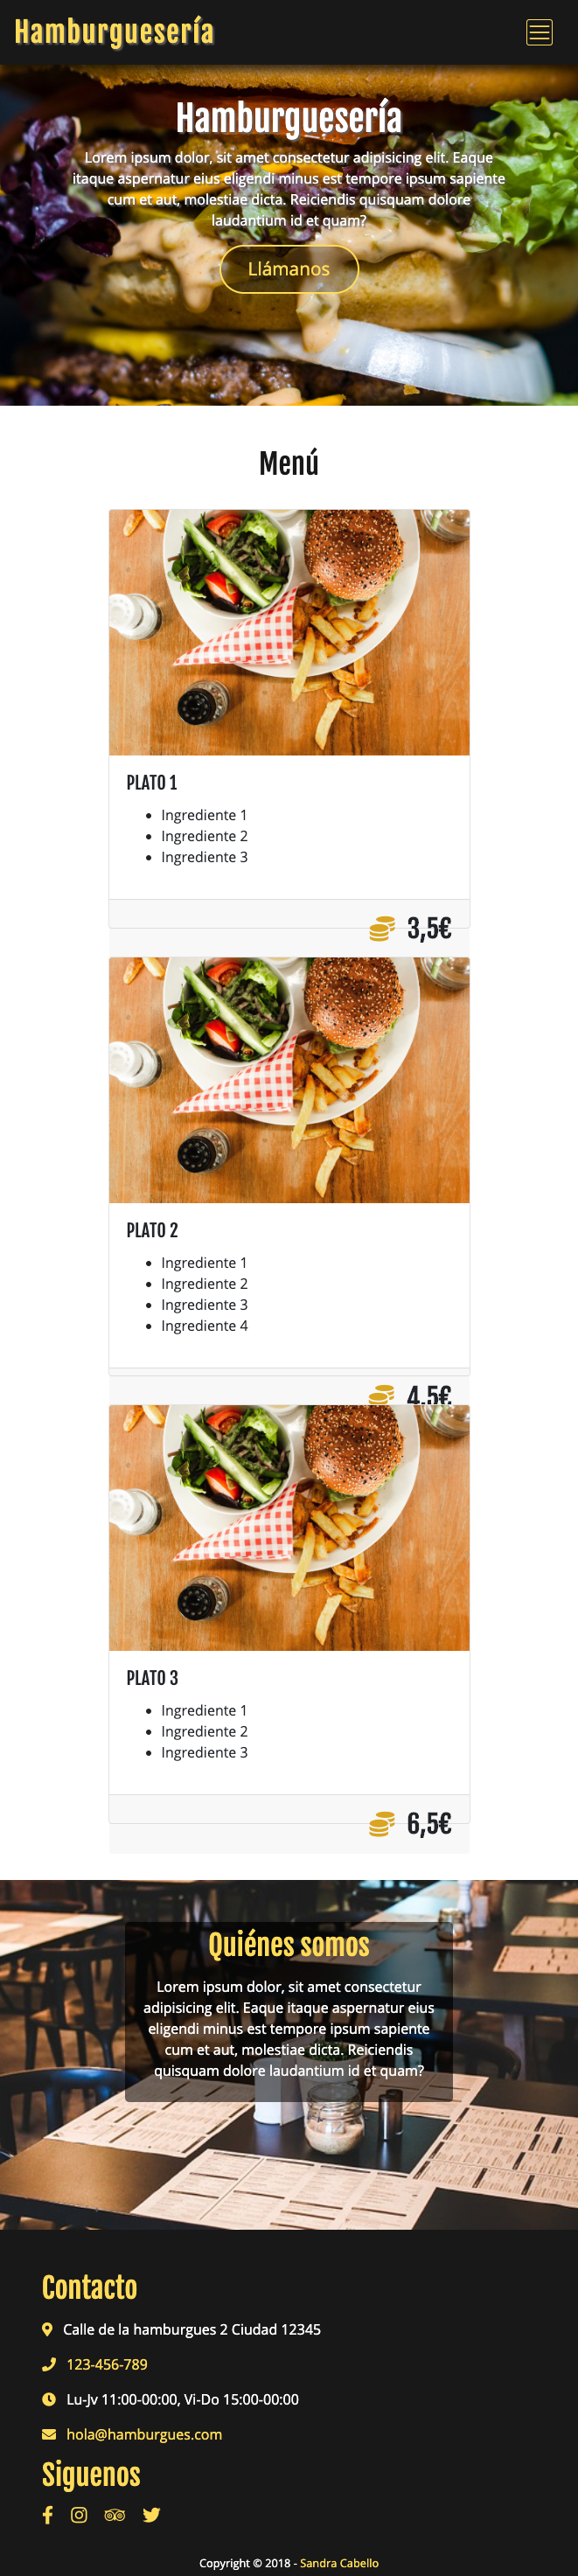 Hamburguesería
Hamburguesería
Lorem ipsum dolor, sit amet consectetur adipisicing elit. Eaque
itaque aspernatur eius eligendi minus est tempore ipsum sapiente
cum et aut, molestiae dicta. Reiciendis quisquam dolore
laudantium id et quam?
Llámanos
Menú
PLATO 1
Ingrediente 1
Ingrediente 2
Ingrediente 3
3,5€
PLATO 2
Ingrediente 1
Ingrediente 2
Ingrediente 3
Ingrediente 4
4,5€
PLATO 3
Ingrediente 1
Ingrediente 2
Ingrediente 3
6,5€
Quiénes somos
Lorem ipsum dolor, sit amet consectetur
adipisicing elit. Eaque itaque aspernatur eius
eligendi minus est tempore ipsum sapiente
cum et aut, molestiae dicta. Reiciendis
quisquam dolore laudantium id et quam?
Contacto
Calle de la hamburgues 2 Ciudad 12345
123-456-789
Lu-Jv 11:00-00:00, Vi-Do 15:00-00:00
hola@hamburgues.com
Siguenos
Copyright © 2018 - Sandra Cabello